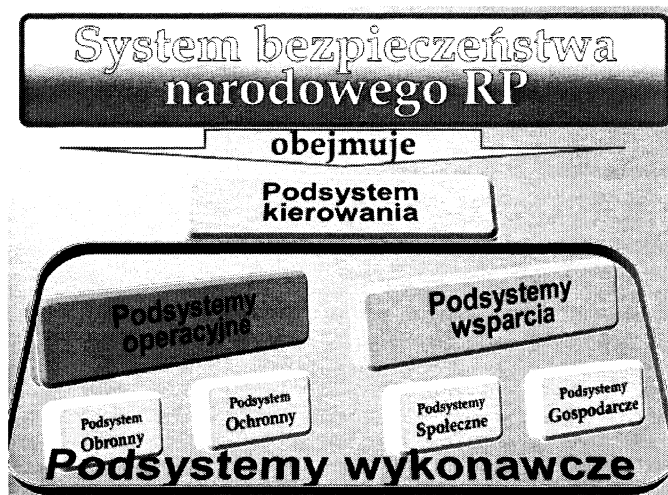 System bezpieczeństwa
narodowego RP
obejmuje
Podsystem
kierowania
Podsystemy
operacyjne
Podsystemy
wsparcia
Podsystem
Obronny
Podsystem
Ochronny
Podsystemy
Społeczne
Podsystemy
Gospodarcze
Podsystemy wykonawcze